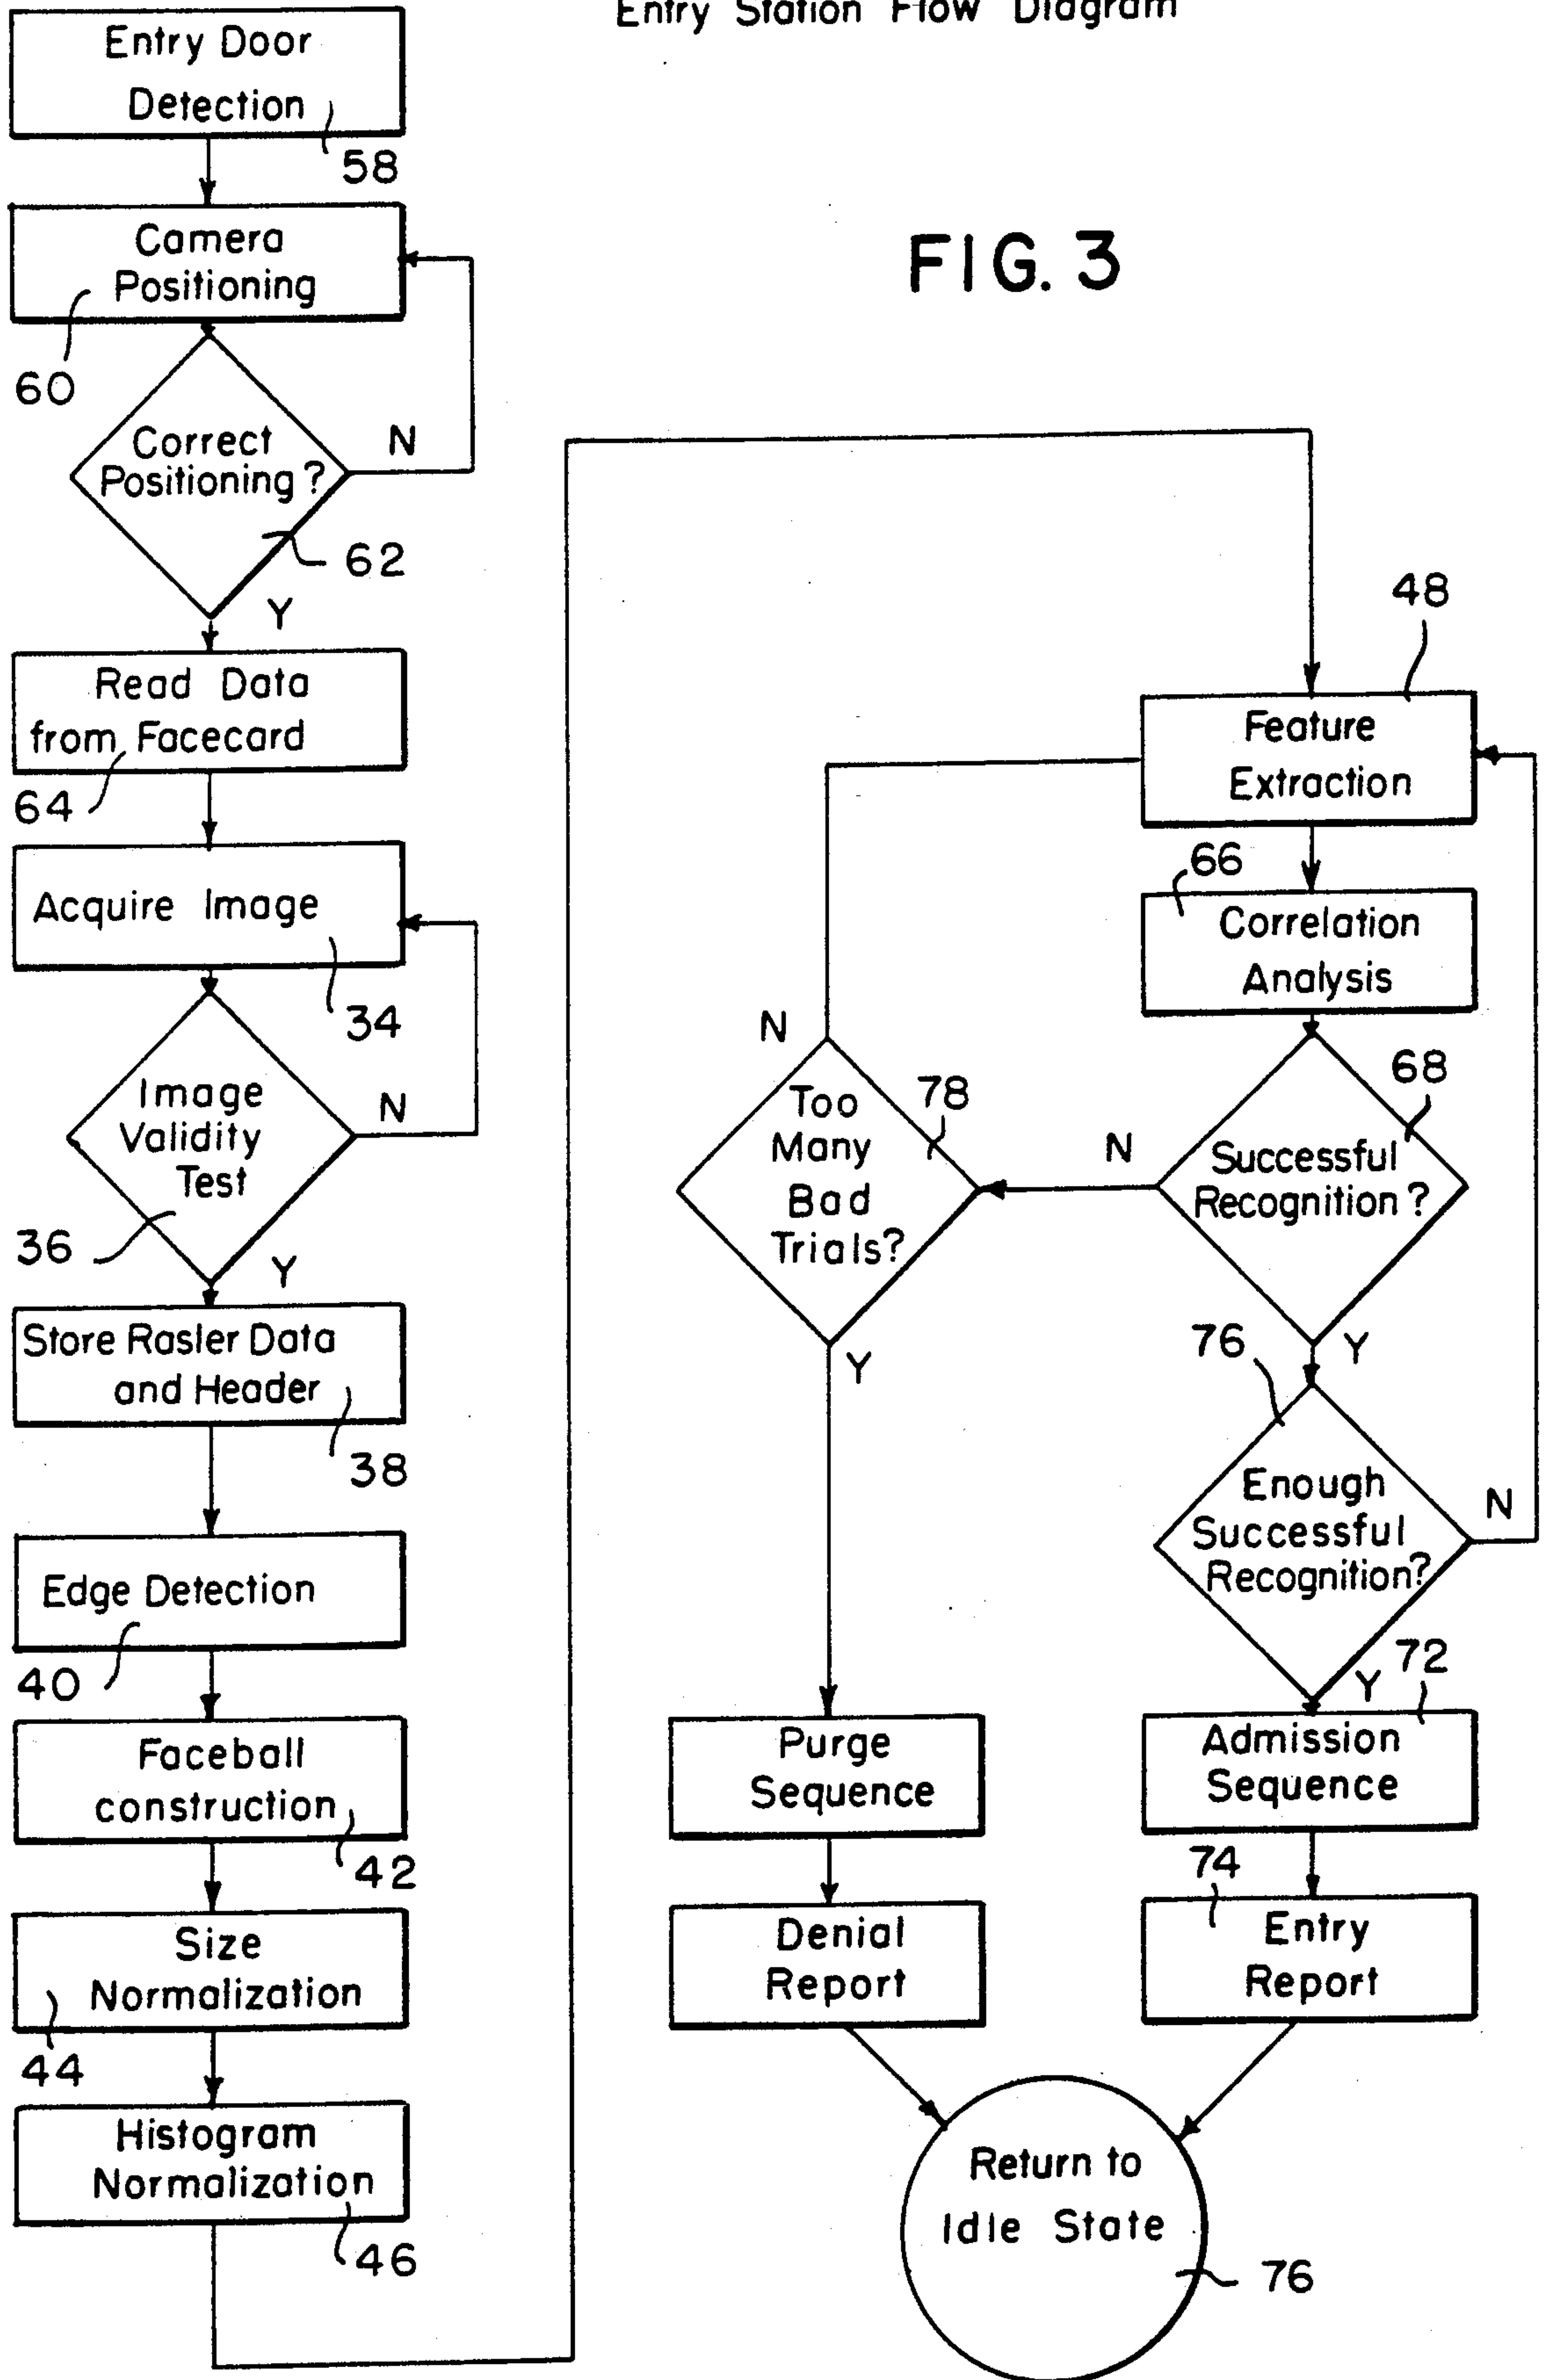 Entry Station Flow Diagram
FIG. 3
Entry Door
Detection
58
Camera
Positioning
60
Correct
Positioning?
N
62
Y
Read Data
from Facecard
64
Acquire Image
34
Image
Validity
Test
N
36
Y
Store Rasler Data
and Header
38
Edge Detection
40
Faceball
construction
42
Size
Normalization
44
Histogram
Normalization
46
48
Feature
Extraction
66
Correlation
Analysis
68
Successful
Recognition?
N
Y
78
Too
Many
Bad
Trials?
N
Y
76
Enough
Successful
Recognition?
N
Y
72
Purge
Sequence
Admission
Sequence
74
Denial
Report
Entry
Report
Return to
Idle State
76